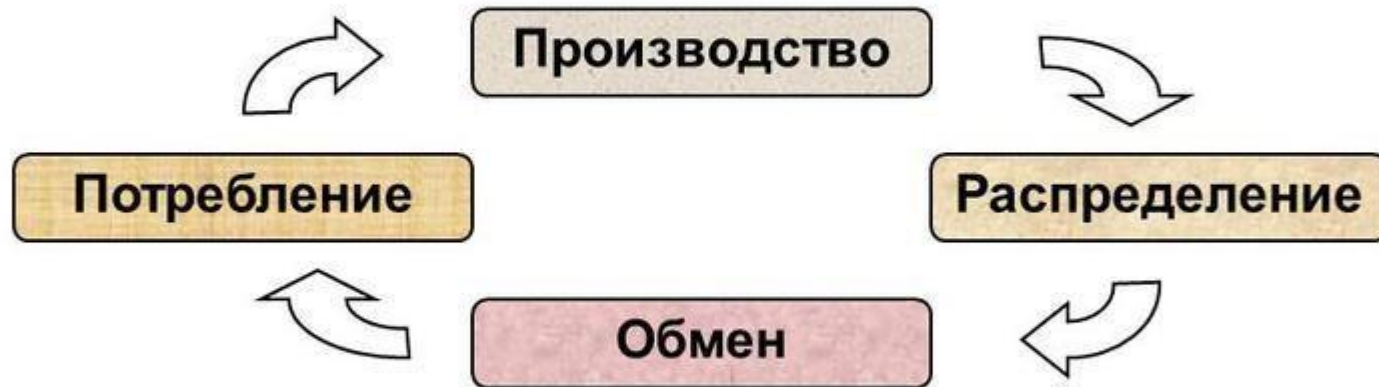 Производство
Потребление
Распределение
Обмен